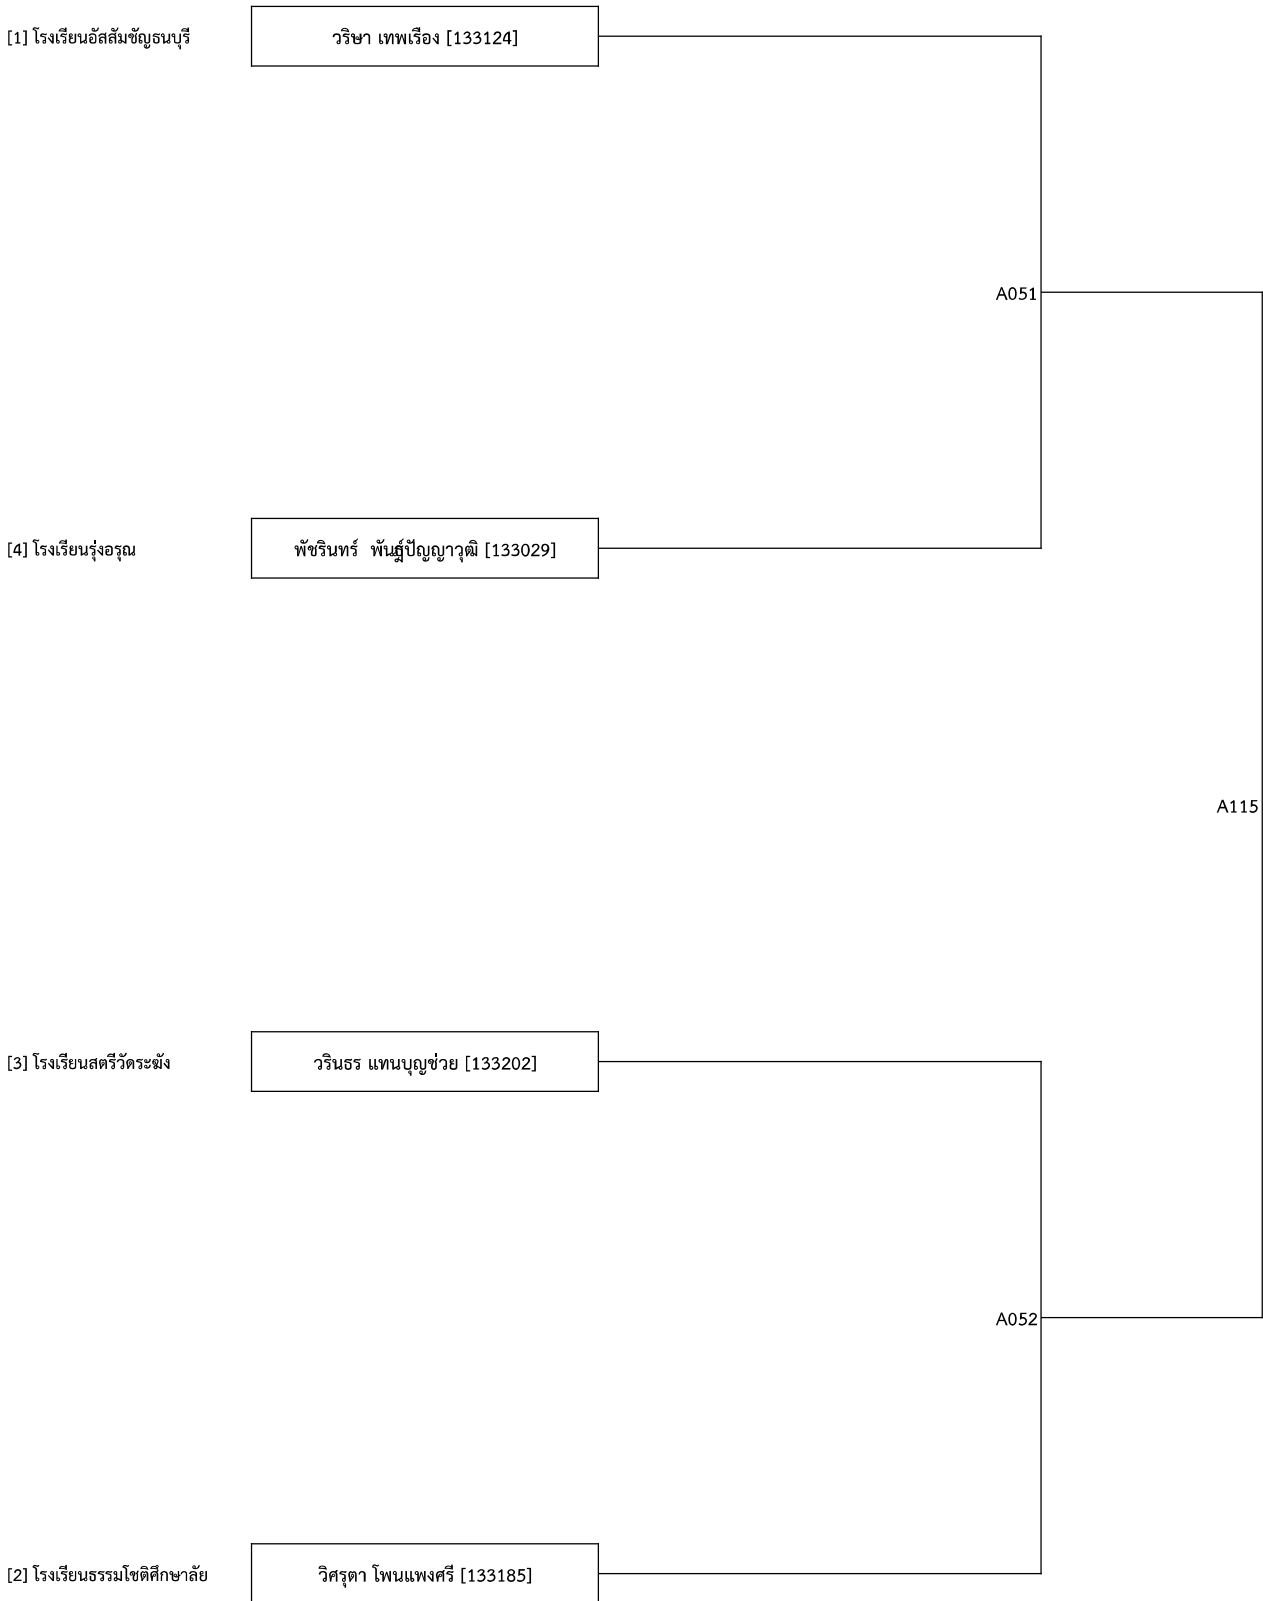 [1] โรงเรียนอัสสัมชัญธนบุรี วริษา เทพเรือง [133124]
A051
[4] โรงเรียนรุ่งอรุณ พัชรินทร์ พันธุ์ปัญญาวุฒิ [133029]
A115
[3] โรงเรียนสตรีวัดระฆัง วรินธร แทนบุญช่วย [133202]
A052
[2] โรงเรียนธรรมโชติศึกษาลัย วิศรุตา โพนแพงศรี [133185]